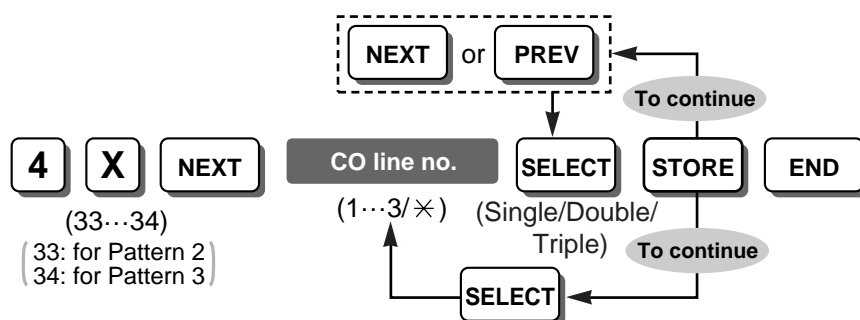 NEXT or PREV
To continue
4 X NEXT CO line no. SELECT STORE END
(33···34) (1···3/✳) (Single/Double/
Triple)
33: for Pattern 2
34: for Pattern 3
To continue
SELECT